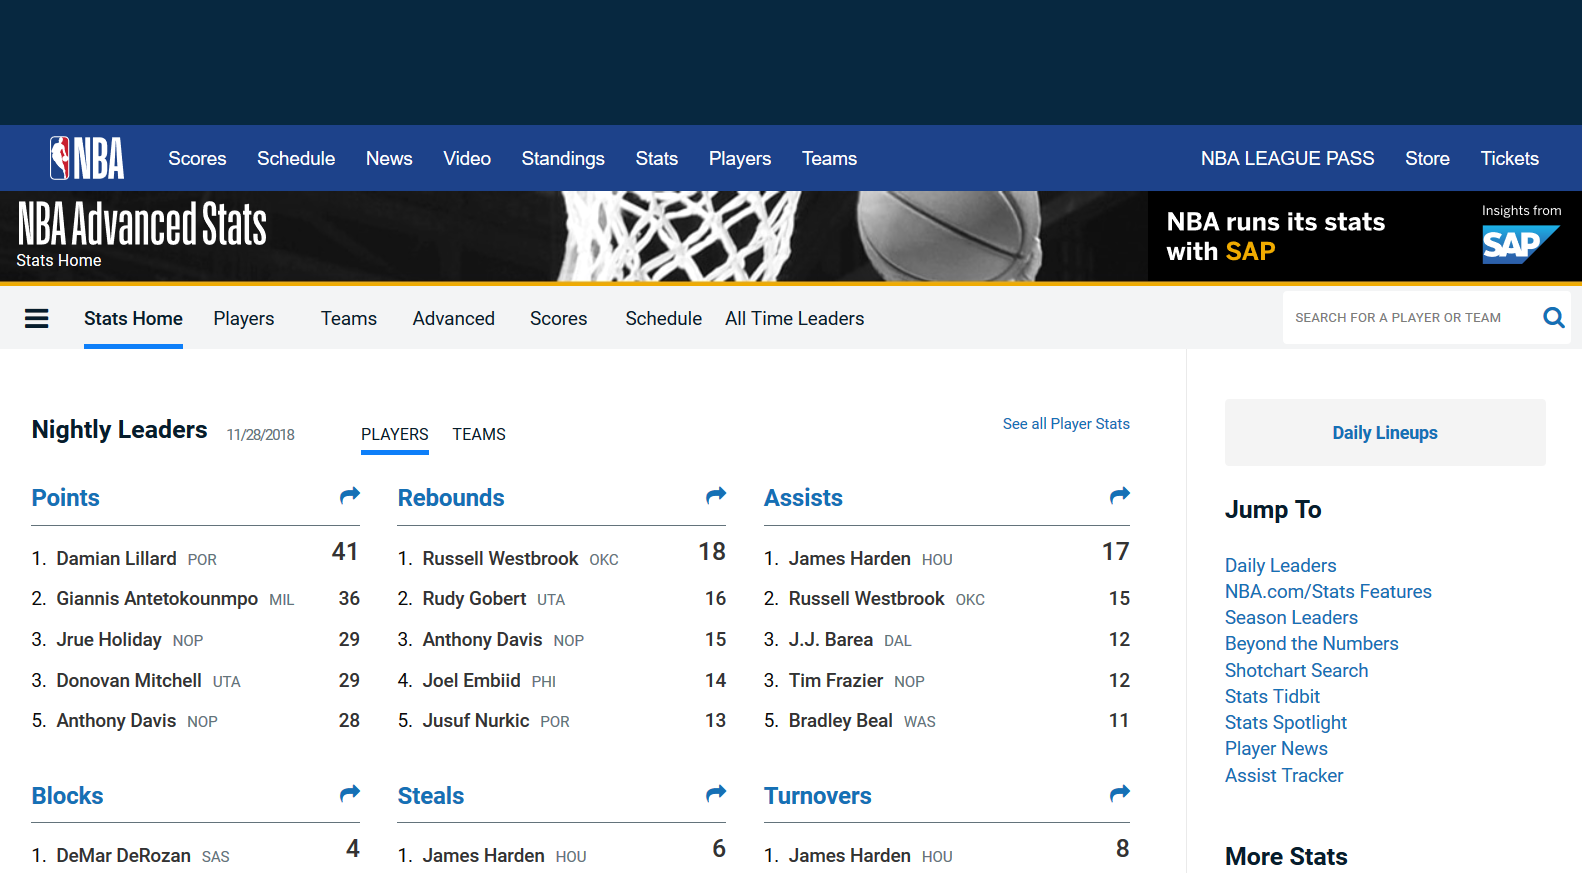 NBA
Scores Schedule News Video Standings Stats Players Teams NBA LEAGUE PASS Store Tickets
NBA Advanced Stats
Stats Home
NBA runs its stats
with SAP
Insights from
SAP
Stats Home Players Teams Advanced Scores Schedule All Time Leaders SEARCH FOR A PLAYER OR TEAM
Nightly Leaders 11/28/2018 PLAYERS TEAMS See all Player Stats
Points
1. Damian Lillard POR 41
2. Giannis Antetokounmpo MIL 36
3. Jrue Holiday NOP 29
3. Donovan Mitchell UTA 29
5. Anthony Davis NOP 28
Rebounds
1. Russell Westbrook OKC 18
2. Rudy Gobert UTA 16
3. Anthony Davis NOP 15
4. Joel Embiid PHI 14
5. Jusuf Nurkic POR 13
Assists
1. James Harden HOU 17
2. Russell Westbrook OKC 15
3. J.J. Barea DAL 12
3. Tim Frazier NOP 12
5. Bradley Beal WAS 11
Blocks
1. DeMar DeRozan SAS 4
Steals
1. James Harden HOU 6
Turnovers
1. James Harden HOU 8
Daily Lineups
Jump To
Daily Leaders
NBA.com/Stats Features
Season Leaders
Beyond the Numbers
Shotchart Search
Stats Tidbit
Stats Spotlight
Player News
Assist Tracker
More Stats